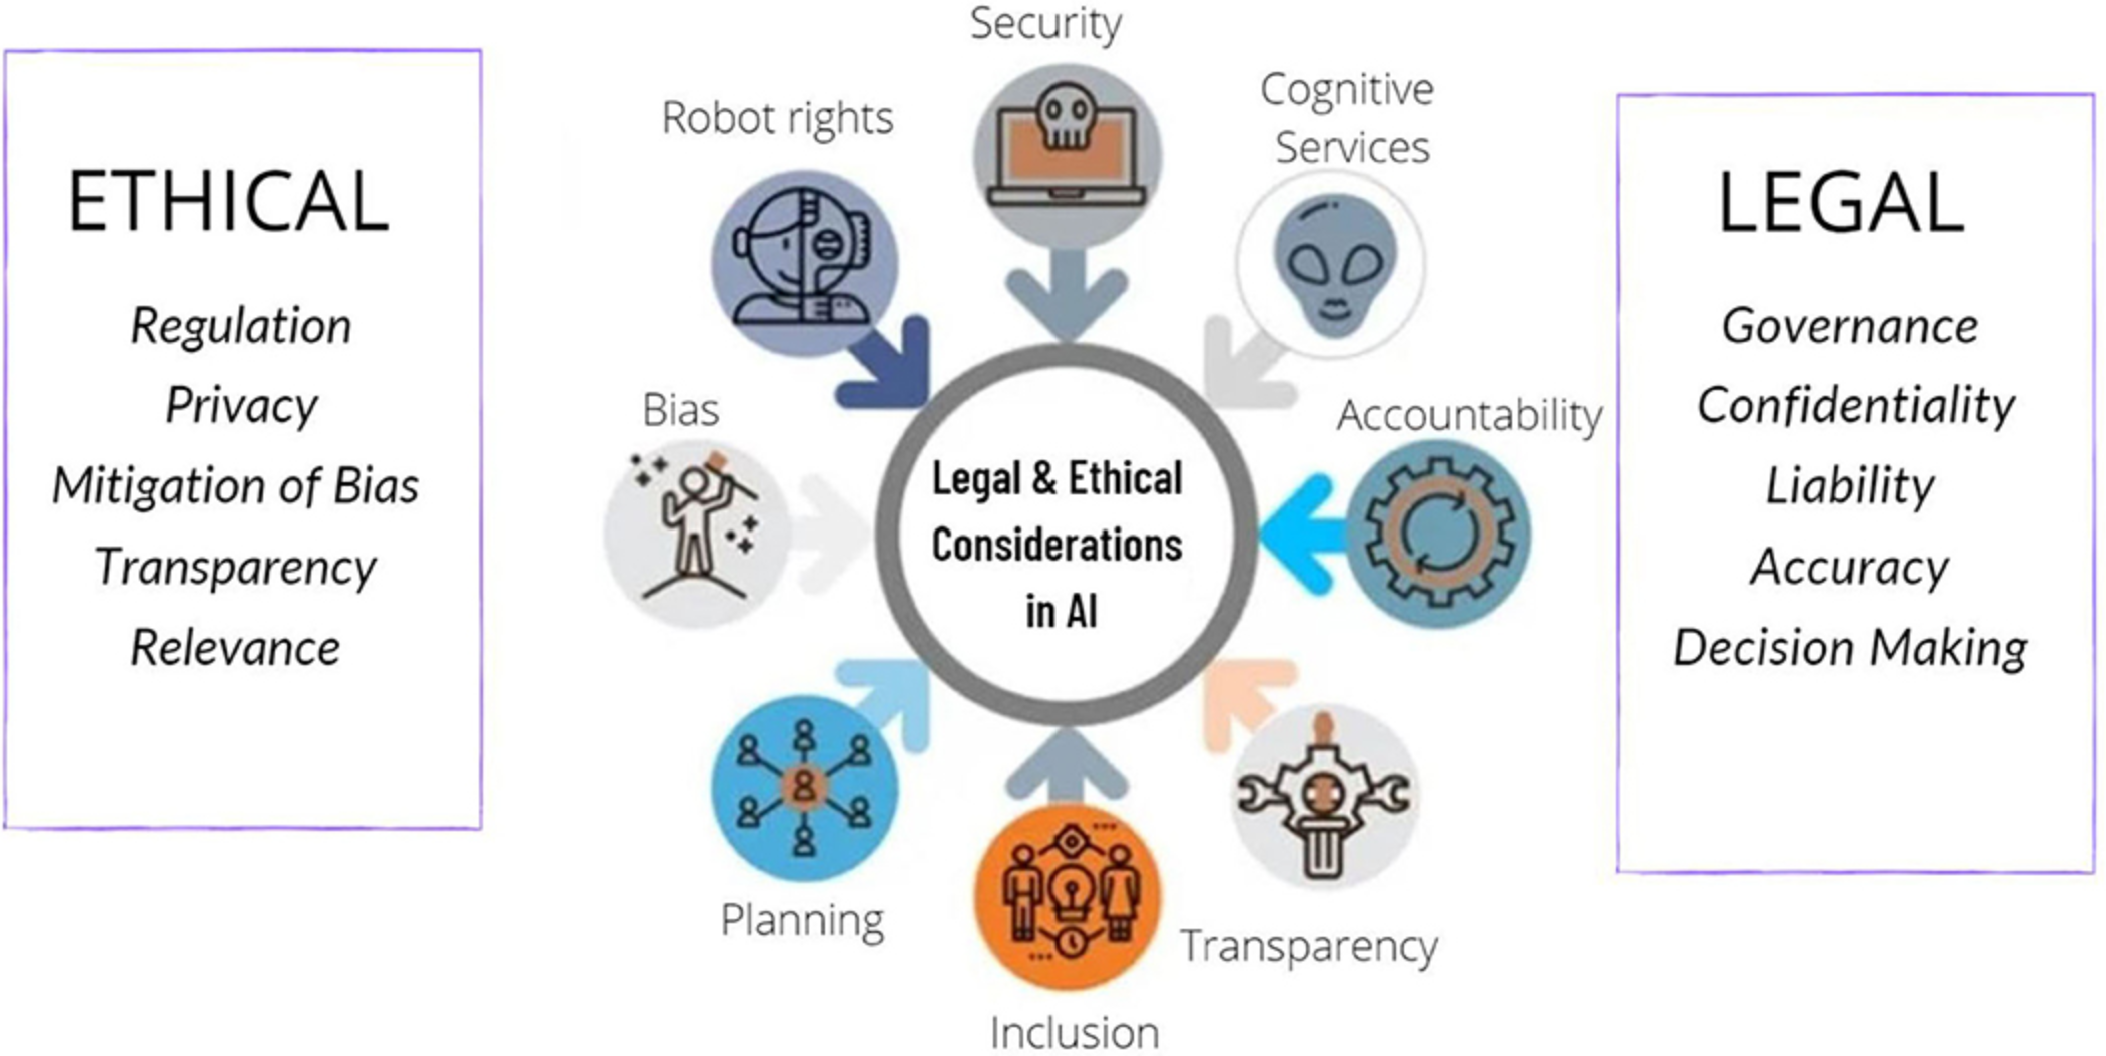 ETHICAL
Regulation
Privacy
Mitigation of Bias
Transparency
Relevance
Security
Robot rights
Cognitive
Services
Bias
Accountability
Legal & Ethical
Considerations
in AI
Planning
Transparency
Inclusion
LEGAL
Governance
Confidentiality
Liability
Accuracy
Decision Making